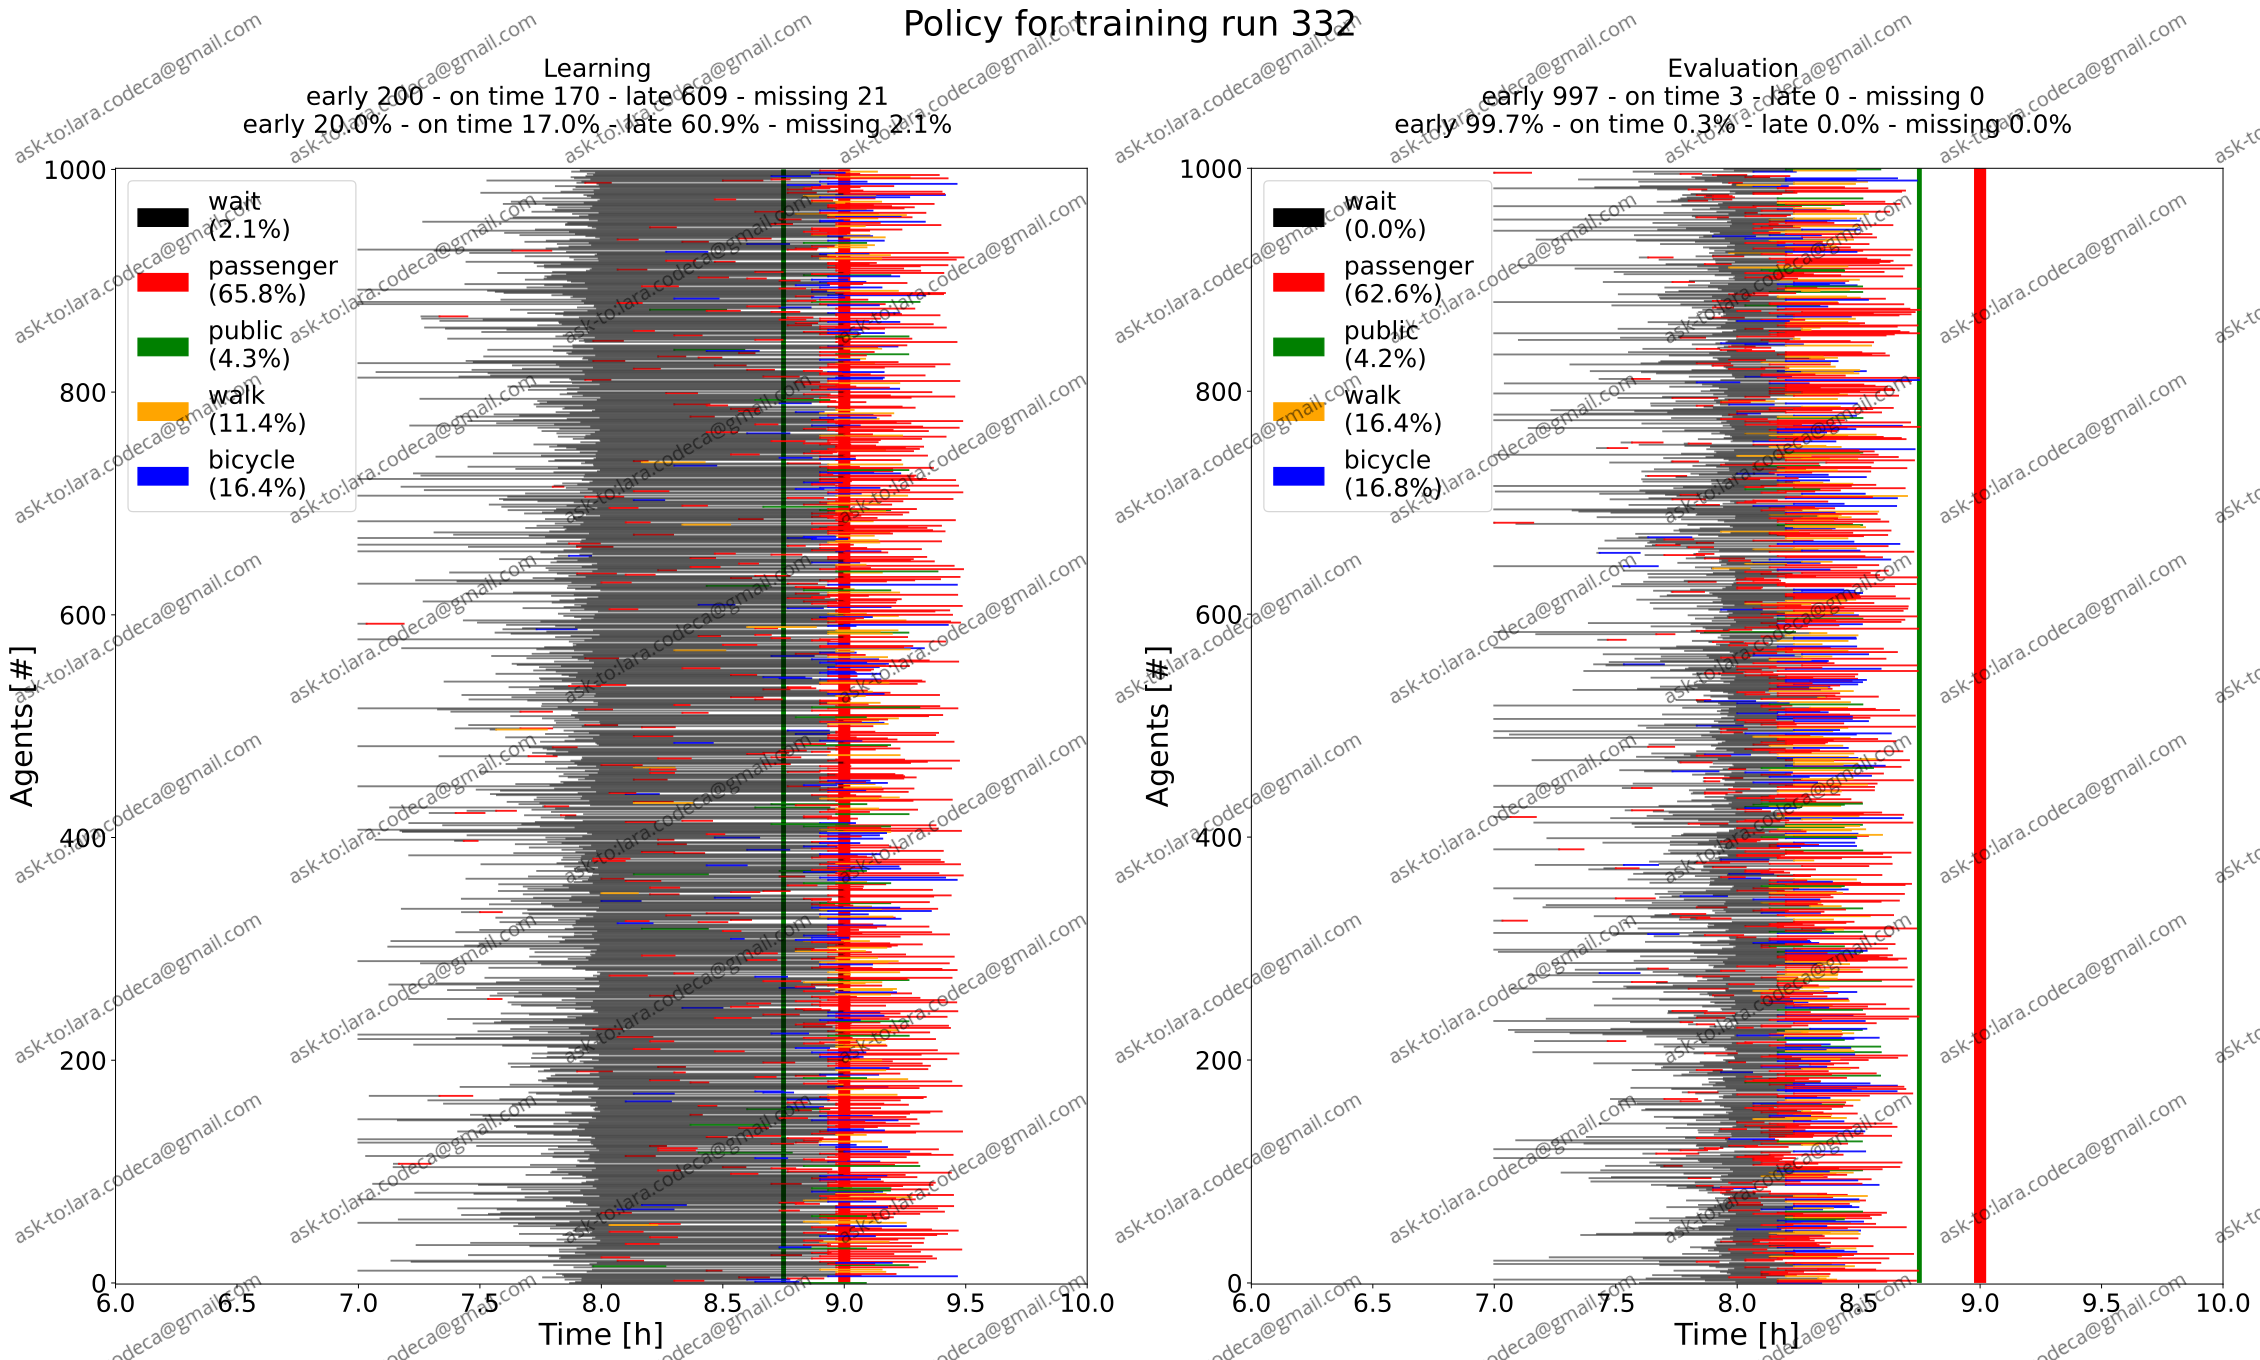 Policy for training run 332
Learning
early 200 - on time 170 - late 609 - missing 21
early 20.0% - on time 17.0% - late 60.9% - missing 2.1%
1000
800
600
400
200
0
Agents [#]
wait
(2.1%)
passenger
(65.8%)
public
(4.3%)
walk
(11.4%)
bicycle
(16.4%)
6.0 6.5 7.0 7.5 8.0 8.5 9.0 9.5 10.0
Time [h]
Evaluation
early 997 - on time 3 - late 0 - missing 0
early 99.7% - on time 0.3% - late 0.0% - missing 0.0%
1000
800
600
400
200
0
Agents [#]
wait
(0.0%)
passenger
(62.6%)
public
(4.2%)
walk
(16.4%)
bicycle
(16.8%)
6.0 6.5 7.0 7.5 8.0 8.5 9.0 9.5 10.0
Time [h]
ask-to:lara.codeca@gmail.com